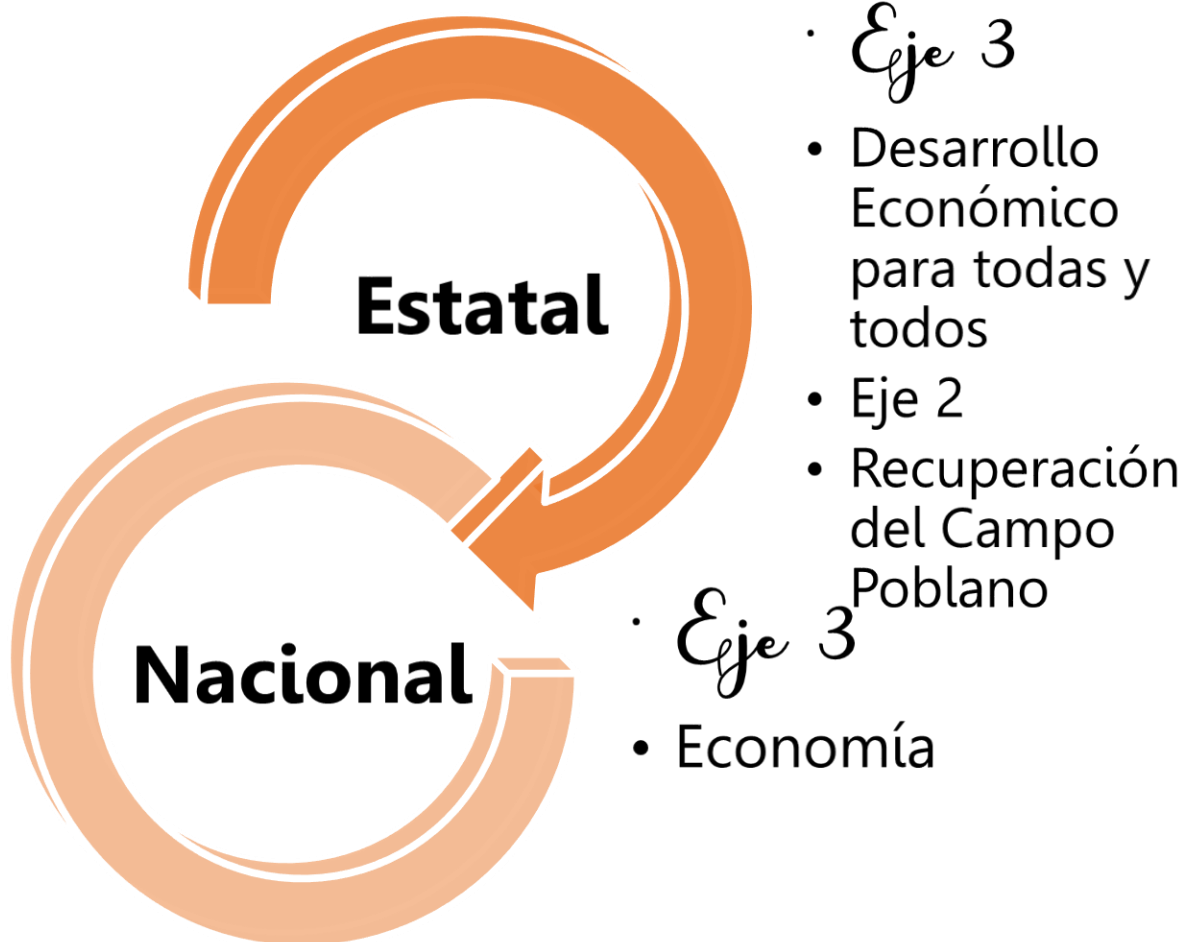 Estatal
• Eje 3
• Desarrollo
Económico
para todas y
todos
• Eje 2
• Recuperación
del Campo
Poblano
Nacional
• Eje 3
• Economía